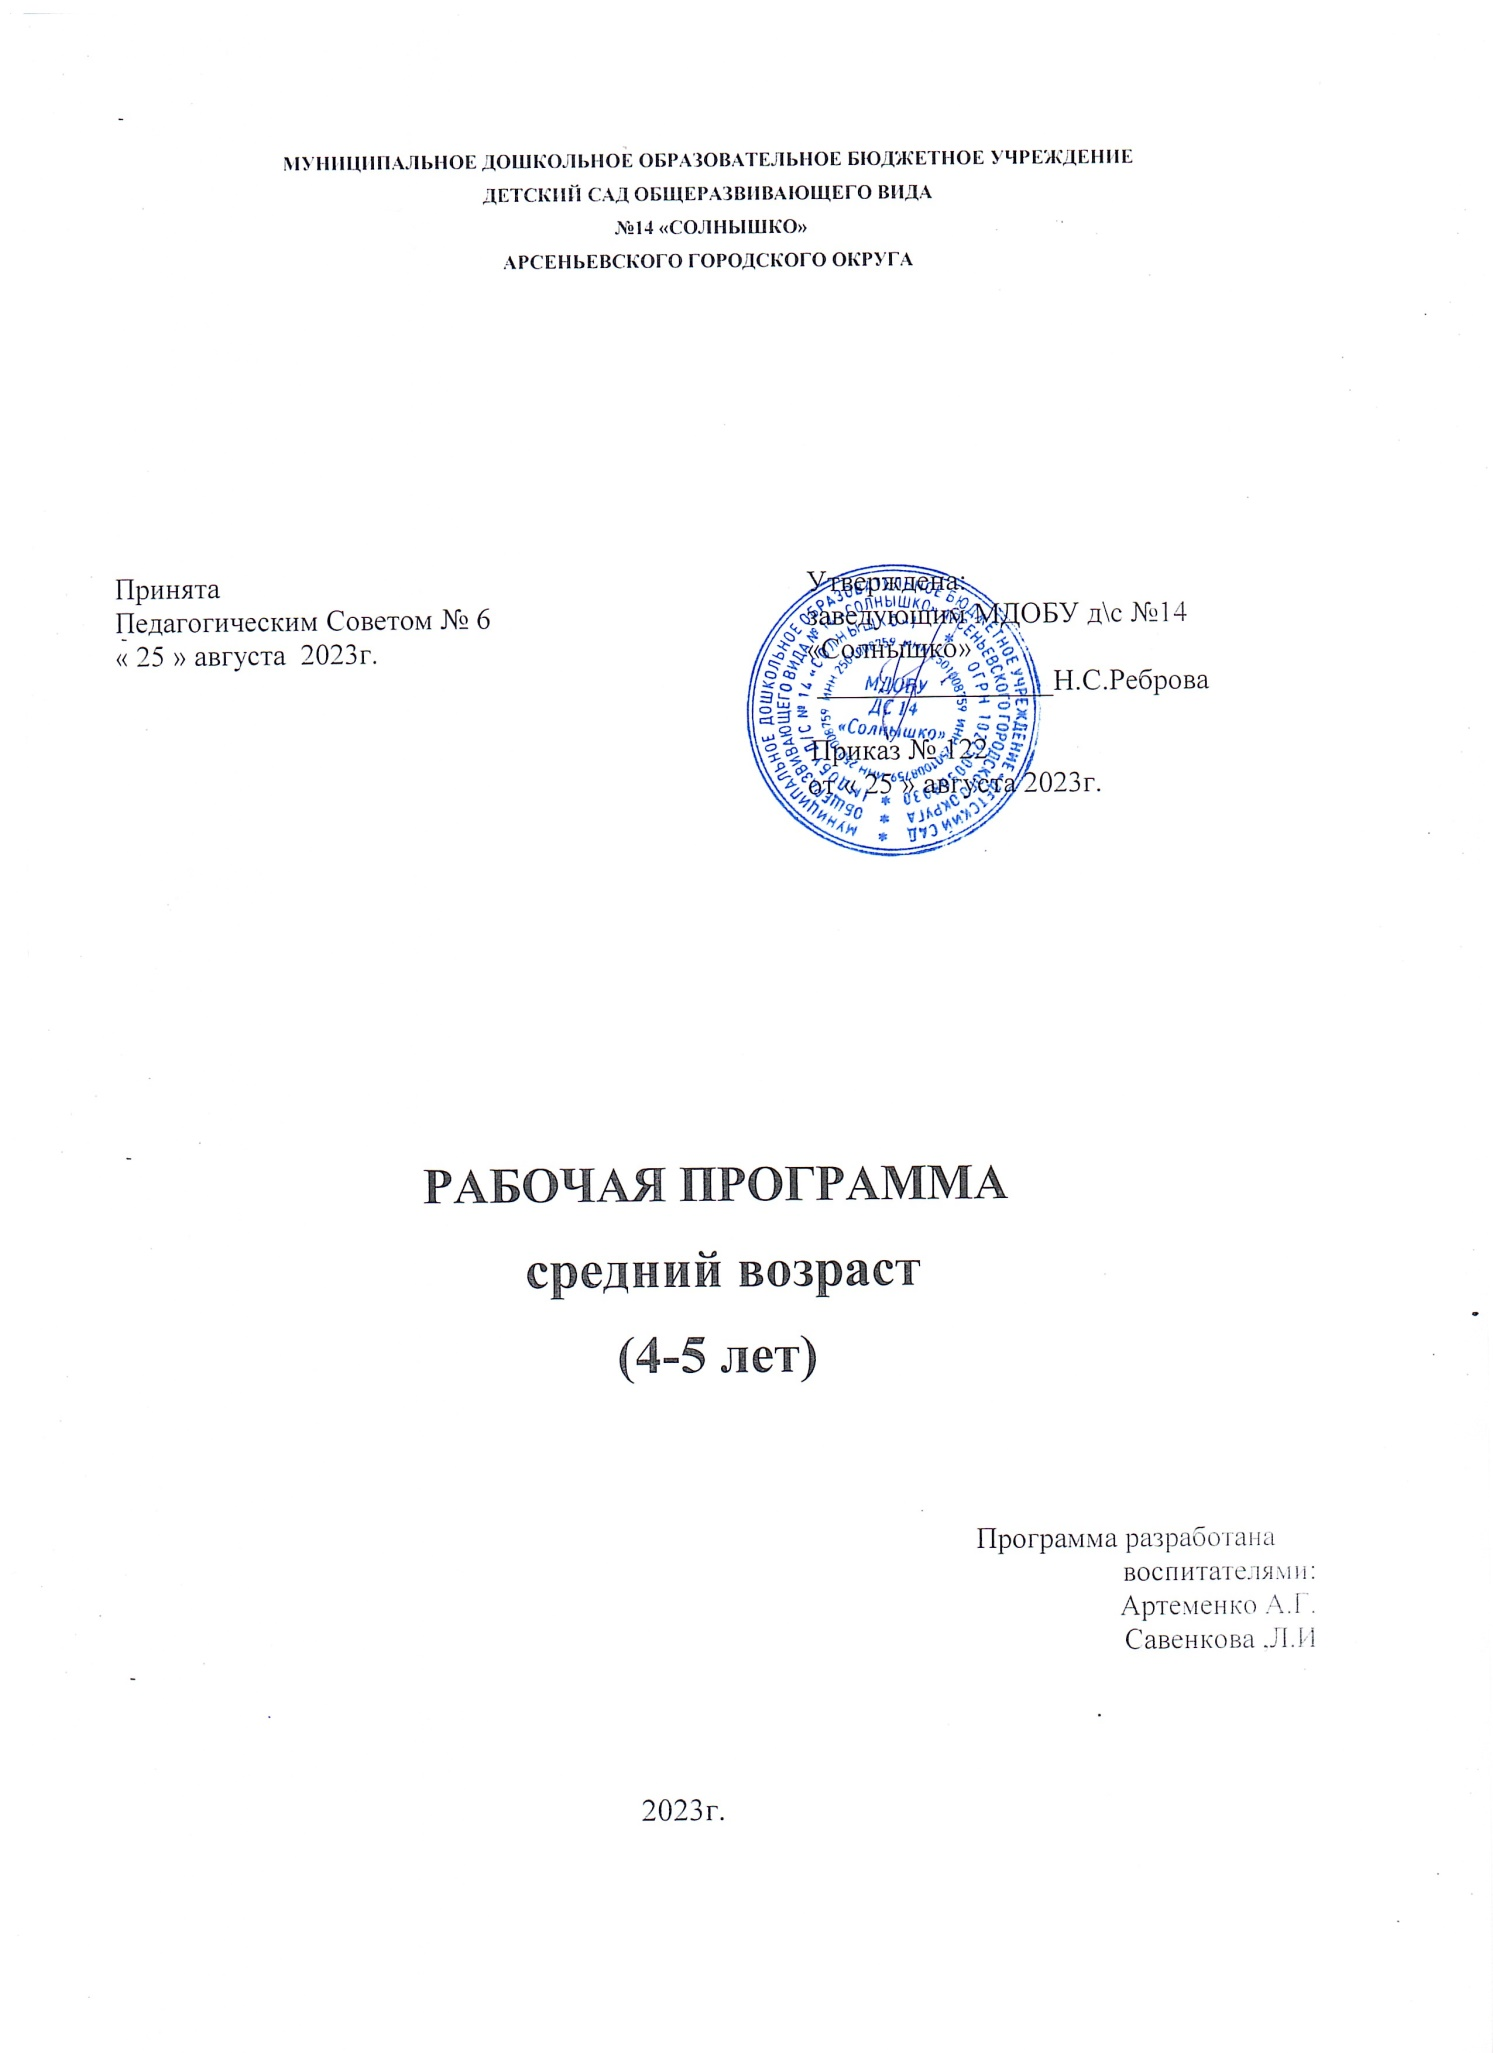 МУНИЦИПАЛЬНОЕ ДОШКОЛЬНОЕ ОБРАЗОВАТЕЛЬНОЕ БЮДЖЕТНОЕ УЧРЕЖДЕНИЕ
ДЕТСКИЙ САД ОБЩЕРАЗВИВАЮЩЕГО ВИДА
№14 «СОЛНЫШКО»
АРСЕНЬЕВСКОГО ГОРОДСКОГО ОКРУГА
Принята
Педагогическим Советом № 6
« 25 » августа 2023г.
Утверждена:
заведующим МДОБУ д\с №14
«Солнышко»
Н.С.Реброва
Приказ № 122
от « 25 » августа 2023г.
МДОБУ
ДС 14
«Солнышко»
РАБОЧАЯ ПРОГРАММА
средний возраст
(4-5 лет)
Программа разработана
воспитателями:
Артеменко А.Г.
Савенкова .Л.И
2023г.